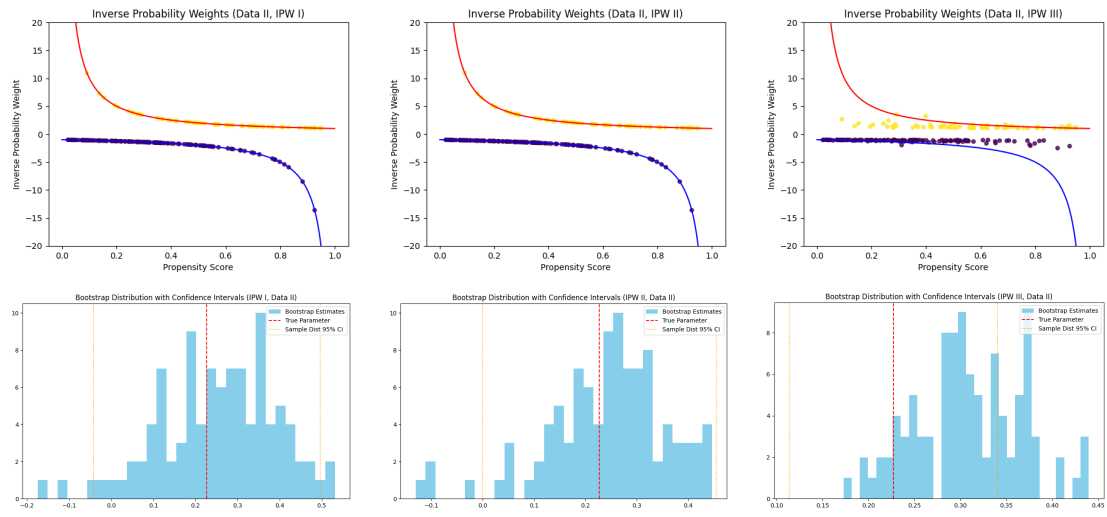 Inverse Probability Weights (Data II, IPW I)
20
15
10
5
0
−5
−10
−15
−20
Inverse Probability Weight
0.0 0.2 0.4 0.6 0.8 1.0
Propensity Score
Inverse Probability Weights (Data II, IPW II)
20
15
10
5
0
−5
−10
−15
−20
Inverse Probability Weight
0.0 0.2 0.4 0.6 0.8 1.0
Propensity Score
Inverse Probability Weights (Data II, IPW III)
20
15
10
5
0
−5
−10
−15
−20
Inverse Probability Weight
0.0 0.2 0.4 0.6 0.8 1.0
Propensity Score
Bootstrap Distribution with Confidence Intervals (IPW I, Data II)
Bootstrap Estimates
True Parameter
Sample Dist 95% CI
10
8
6
4
2
0
−0.2 −0.1 0.0 0.1 0.2 0.3 0.4 0.5
Bootstrap Distribution with Confidence Intervals (IPW II, Data II)
Bootstrap Estimates
True Parameter
Sample Dist 95% CI
10
8
6
4
2
0
−0.1 0.0 0.1 0.2 0.3 0.4
Bootstrap Distribution with Confidence Intervals (IPW III, Data II)
Bootstrap Estimates
True Parameter
Sample Dist 95% CI
8
6
4
2
0
0.10 0.15 0.20 0.25 0.30 0.35 0.40 0.45